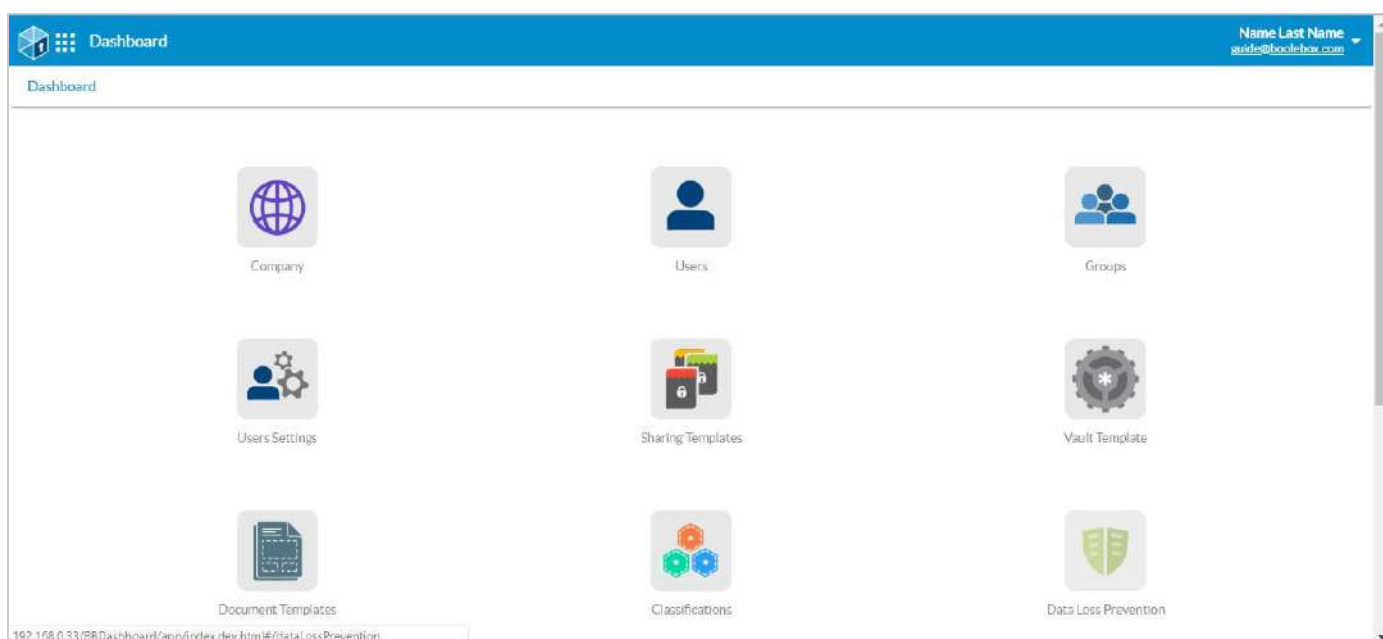 Dashboard
Name Last Name
guide@boolebox.com
Dashboard
Company
Users
Groups
Users Settings
Sharing Templates
Vault Template
Document Templates
Classifications
Data Loss Prevention
192.168.0.33/BBDashboard/app/index.dev.html#/dataLossPrevention